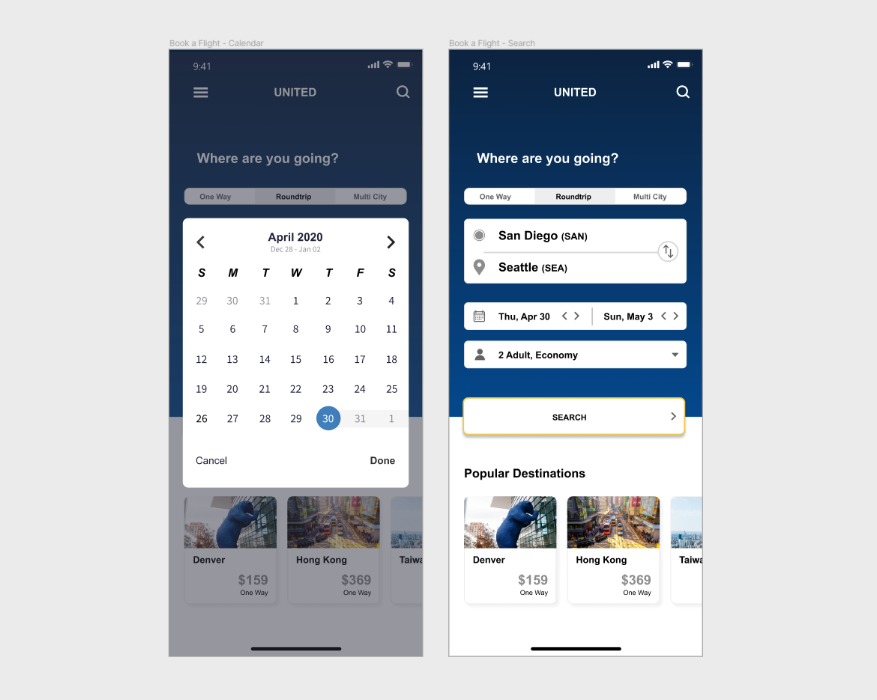 Book a Flight - Calendar
9:41
UNITED
Where are you going?
One Way Roundtrip Multi City
April 2020
Dec 28 - Jan 02
S M T W T F S
29 30 31 1 2 3 4
5 6 7 8 9 10 11
12 13 14 15 16 17 18
19 20 21 22 23 24 25
26 27 28 29 30 31 1
Cancel Done
Denver
$159
One Way
Hong Kong
$369
One Way
Taiwa
Book a Flight - Search
9:41
UNITED
Where are you going?
One Way Roundtrip Multi City
San Diego (SAN)
Seattle (SEA)
Thu, Apr 30 Sun, May 3
2 Adult, Economy
SEARCH
Popular Destinations
Denver
$159
One Way
Hong Kong
$369
One Way
Taiwa